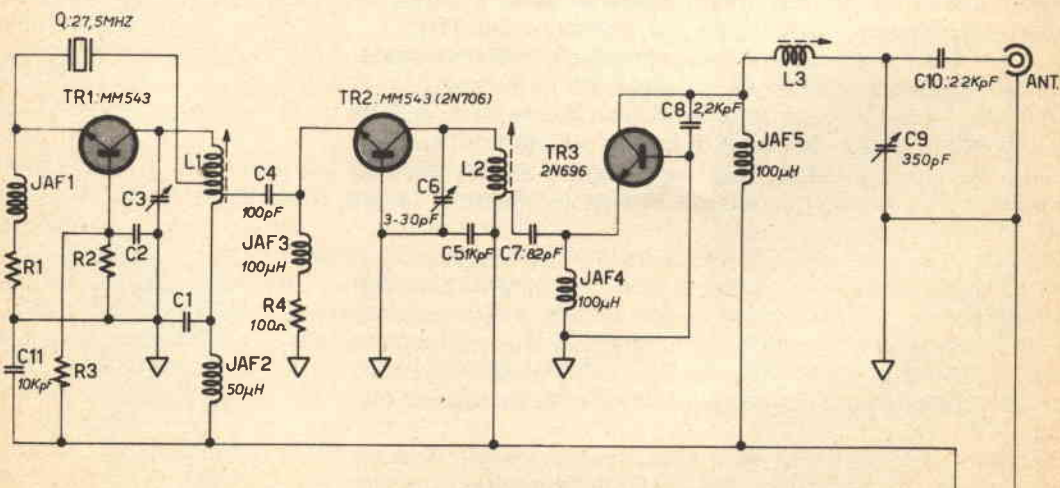 Q:27,5MHZ
TR1:MM543
TR2:MM543(2N706)
L3
C10:22KpF
ANT.
C8 2,2KpF
C9
350pF
TR3
2N696
JAF5
100µH
L1
C4
100pF
L2
C6
3-30pF
JAF1
C3
C2
C5:1KpF
C7:82pF
JAF3
100µH
JAF4
100µH
R1
R2
R4
100Ω
C1
C11
10KpF
R3
JAF2
50µH